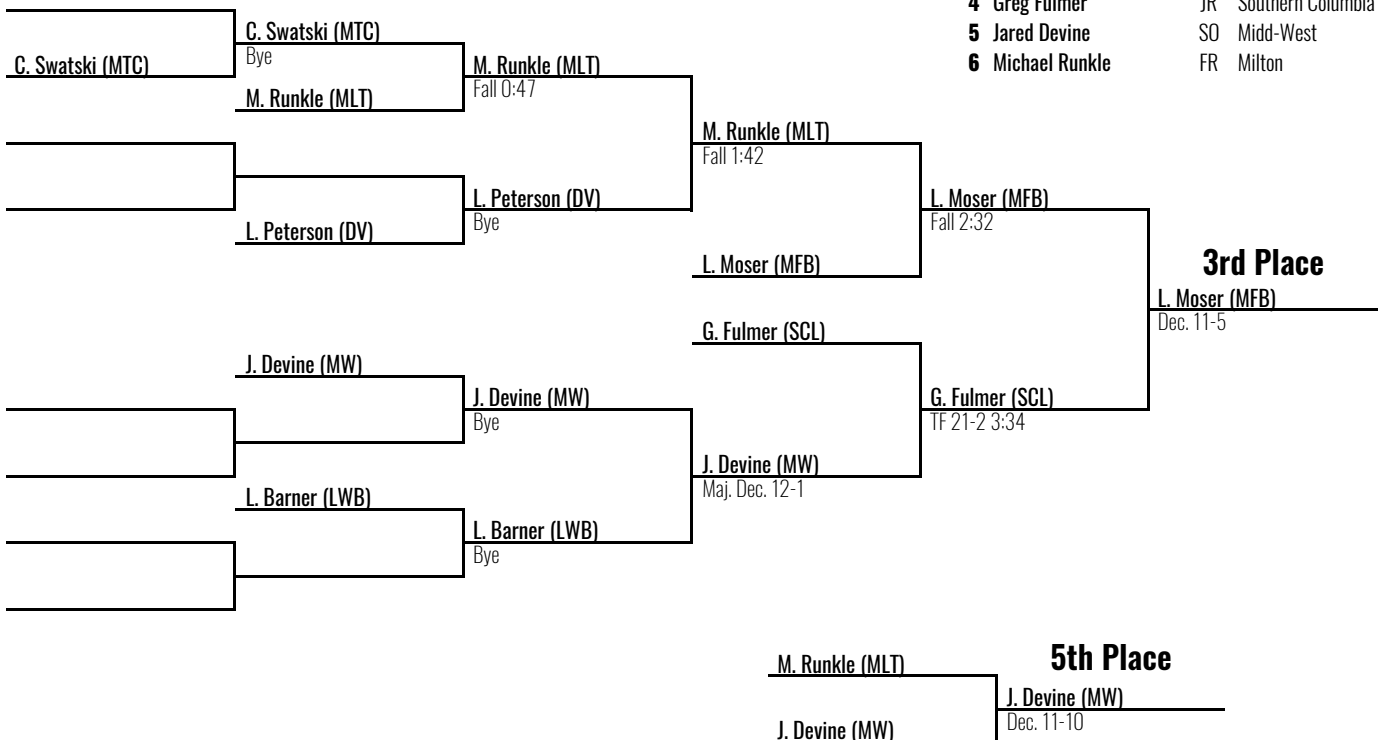 4 Greg Fulmer JR Southern Columbia
5 Jared Devine SO Midd-West
6 Michael Runkle FR Milton
C. Swatski (MTC)
C. Swatski (MTC)
Bye
M. Runkle (MLT)
M. Runkle (MLT)
Fall 0:47
L. Peterson (DV)
L. Peterson (DV)
Bye
M. Runkle (MLT)
Fall 1:42
L. Moser (MFB)
L. Moser (MFB)
Fall 2:32
3rd Place
L. Moser (MFB)
Dec. 11-5
G. Fulmer (SCL)
J. Devine (MW)
J. Devine (MW)
Bye
G. Fulmer (SCL)
TF 21-2 3:34
J. Devine (MW)
Maj. Dec. 12-1
L. Barner (LWB)
L. Barner (LWB)
Bye
5th Place
M. Runkle (MLT)
J. Devine (MW)
Dec. 11-10
J. Devine (MW)